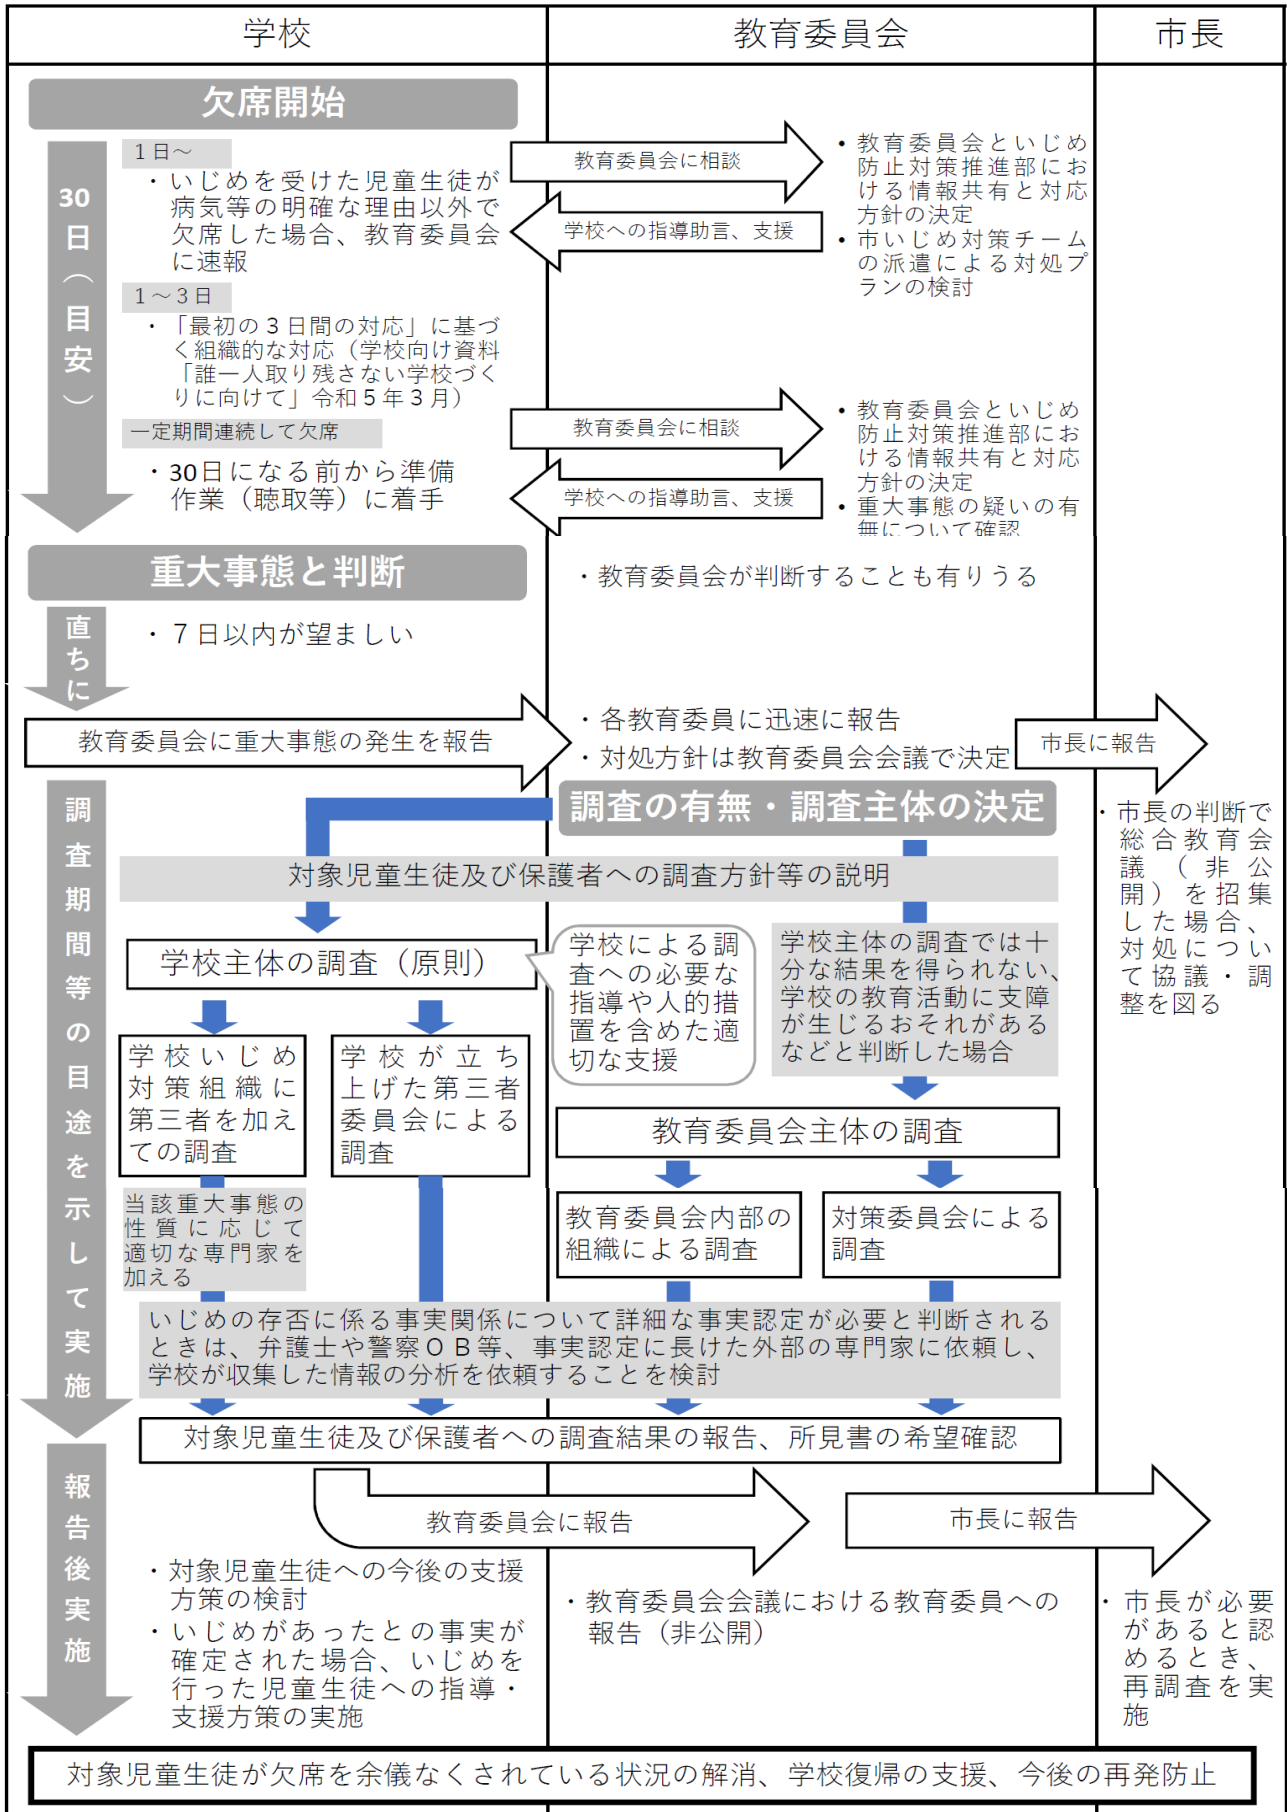 学校
教育委員会
市長
欠席開始
30日（目安）
１日～
・いじめを受けた児童生徒が
病気等の明確な理由以外で
欠席した場合、教育委員会
に速報
教育委員会に相談
学校への指導助言、支援
• 教育委員会といじめ
防止対策推進部にお
ける情報共有と対応
方針の決定
• 市いじめ対策チーム
の派遣による対処プ
ランの検討
１～３日
・「最初の３日間の対応」に基づ
く組織的な対応（学校向け資料
「誰一人取り残さない学校づく
りに向けて」令和５年３月）
一定期間連続して欠席
・30日になる前から準備
作業（聴取等）に着手
教育委員会に相談
学校への指導助言、支援
• 教育委員会といじめ
防止対策推進部にお
ける情報共有と対応
方針の決定
• 重大事態の疑いの有
無について確認
重大事態と判断
・教育委員会が判断することも有りうる
直ちに
・７日以内が望ましい
教育委員会に重大事態の発生を報告
・各教育委員に迅速に報告
・対処方針は教育委員会会議で決定
市長に報告
調査期間等の目途を示して実施
調査の有無・調査主体の決定
・市長の判断で
総合教育会
議（非公
開）を招集
した場合、
対処につい
て協議・調
整を図る
対象児童生徒及び保護者への調査方針等の説明
学校主体の調査（原則）
学校による調
査への必要な
指導や人的措
置を含めた適
切な支援
学校主体の調査では十
分な結果を得られない、
学校の教育活動に支障
が生じるおそれがある
などと判断した場合
学校いじめ
対策組織に
第三者を加え
ての調査
学校が立ち
上げた第三者
委員会による
調査
教育委員会主体の調査
当該重大事態の
性質に応じて
適切な専門家を
加える
教育委員会内部の
組織による調査
対策委員会による
調査
いじめの存否に係る事実関係について詳細な事実認定が必要と判断される
ときは、弁護士や警察ＯＢ等、事実認定に長けた外部の専門家に依頼し、
学校が収集した情報の分析を依頼することを検討
対象児童生徒及び保護者への調査結果の報告、所見書の希望確認
報告後実施
教育委員会に報告
市長に報告
・対象児童生徒への今後の支援
方策の検討
・いじめがあったとの事実が
確定された場合、いじめを
行った児童生徒への指導・
支援方策の実施
・教育委員会会議における教育委員への
報告（非公開）
・市長が必要
があると認
めるとき、
再調査を実
施
対象児童生徒が欠席を余儀なくされている状況の解消、学校復帰の支援、今後の再発防止